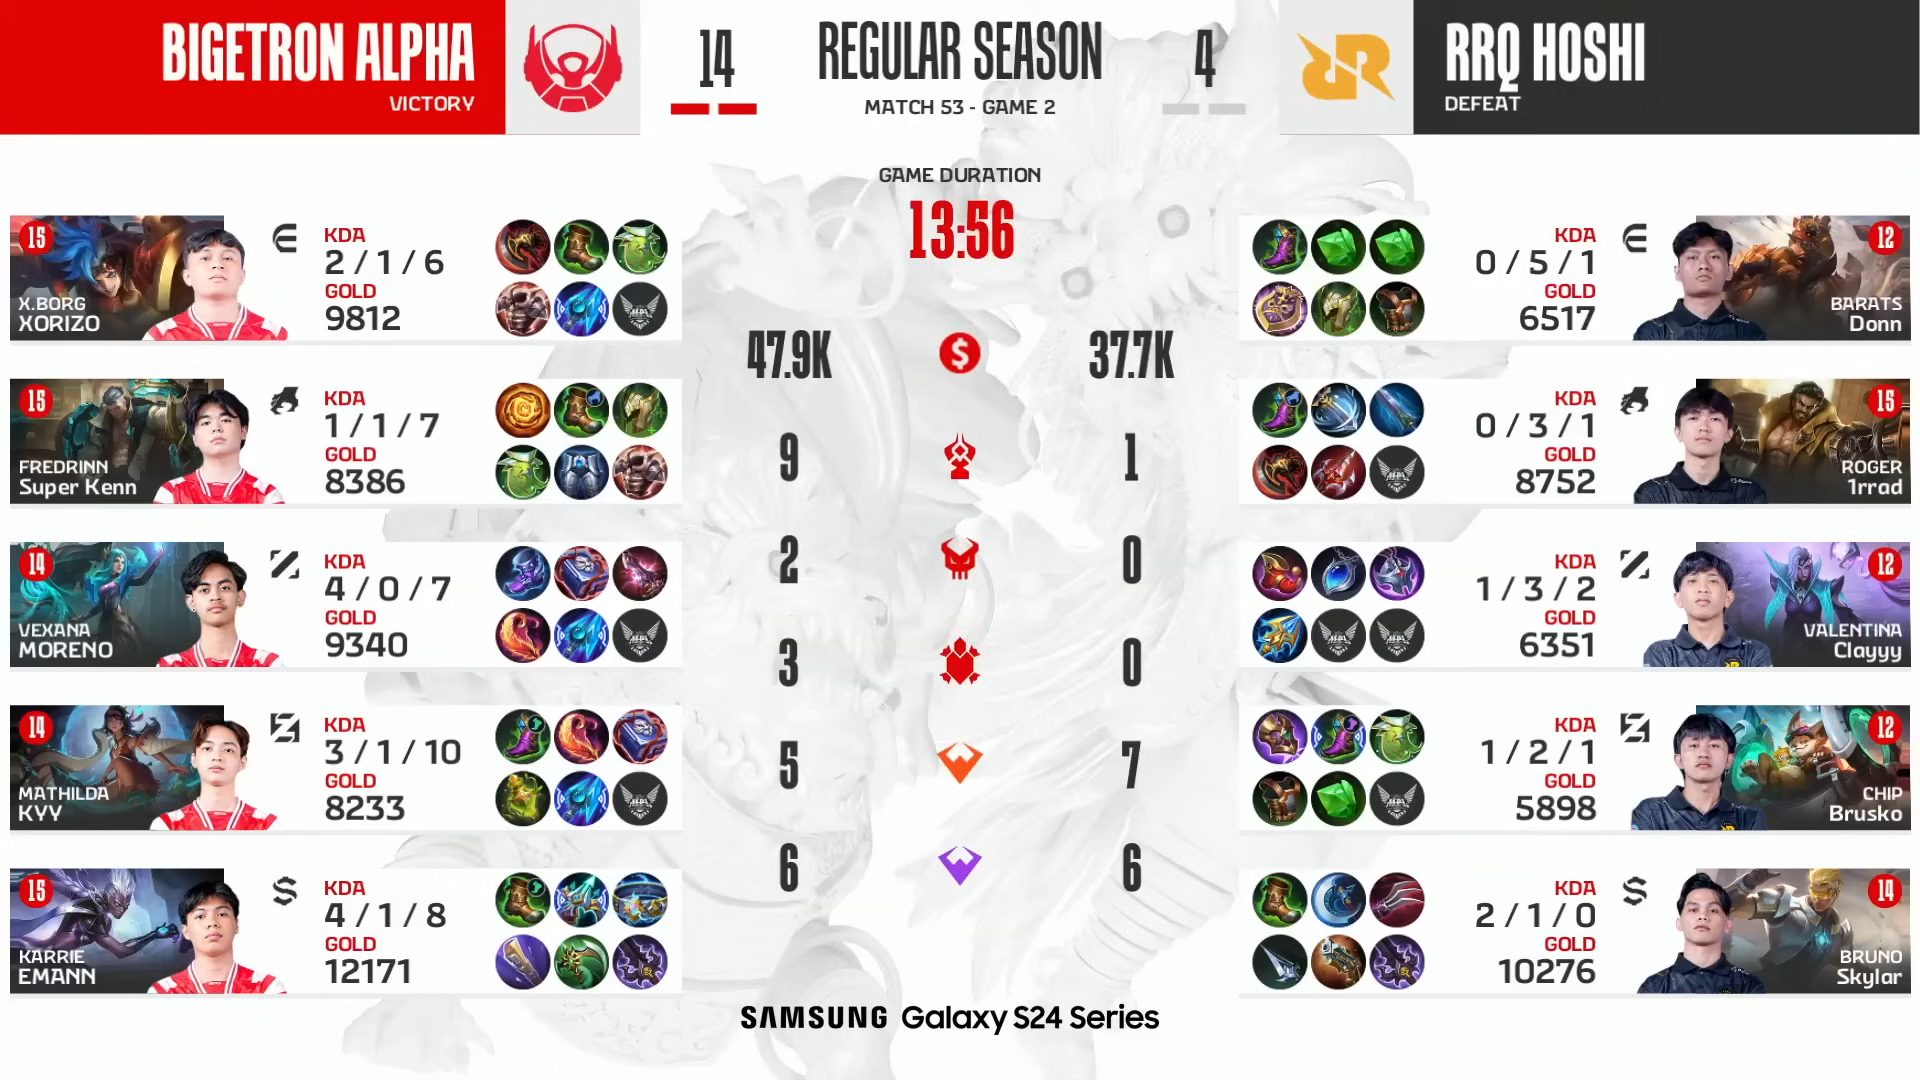 BIGETRON ALPHA
VICTORY
14
REGULAR SEASON
MATCH 53 - GAME 2
4
RRQ HOSHI
DEFEAT
GAME DURATION
13:56
15
X.BORG
XORIZO
KDA
2 / 1 / 6
GOLD
9812
15
FREDRINN
Super Kenn
KDA
1 / 1 / 7
GOLD
8386
14
VEXANA
MORENO
KDA
4 / 0 / 7
GOLD
9340
14
MATHILDA
KYY
KDA
3 / 1 / 10
GOLD
8233
15
KARRIE
EMANN
KDA
4 / 1 / 8
GOLD
12171
47.9K
$
37.7K
9
1
2
0
3
0
5
7
6
6
KDA
0 / 5 / 1
GOLD
6517
12
BARATS
Donn
KDA
0 / 3 / 1
GOLD
8752
15
ROGER
1rrad
KDA
1 / 3 / 2
GOLD
6351
12
VALENTINA
Clayyy
KDA
1 / 2 / 1
GOLD
5898
12
CHIP
Brusko
KDA
2 / 1 / 0
GOLD
10276
14
BRUNO
Skylar
SAMSUNG Galaxy S24 Series